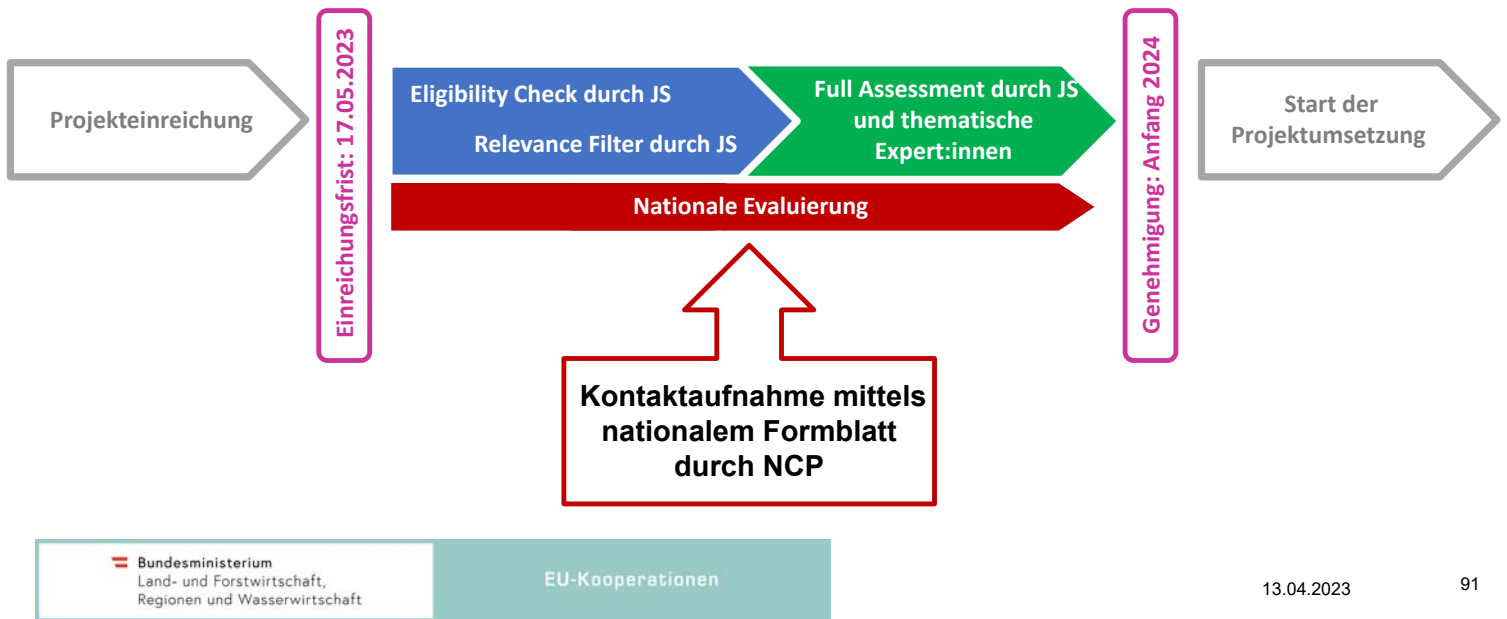 Projekteinreichung
Einreichungsfrist: 17.05.2023
Eligibility Check durch JS
Relevance Filter durch JS
Full Assessment durch JS
und thematische
Expert:innen
Nationale Evaluierung
Genehmigung: Anfang 2024
Start der
Projektumsetzung
Kontaktaufnahme mittels
nationalem Formblatt
durch NCP
Bundesministerium
Land- und Forstwirtschaft,
Regionen und Wasserwirtschaft
EU-Kooperationen
13.04.2023
91